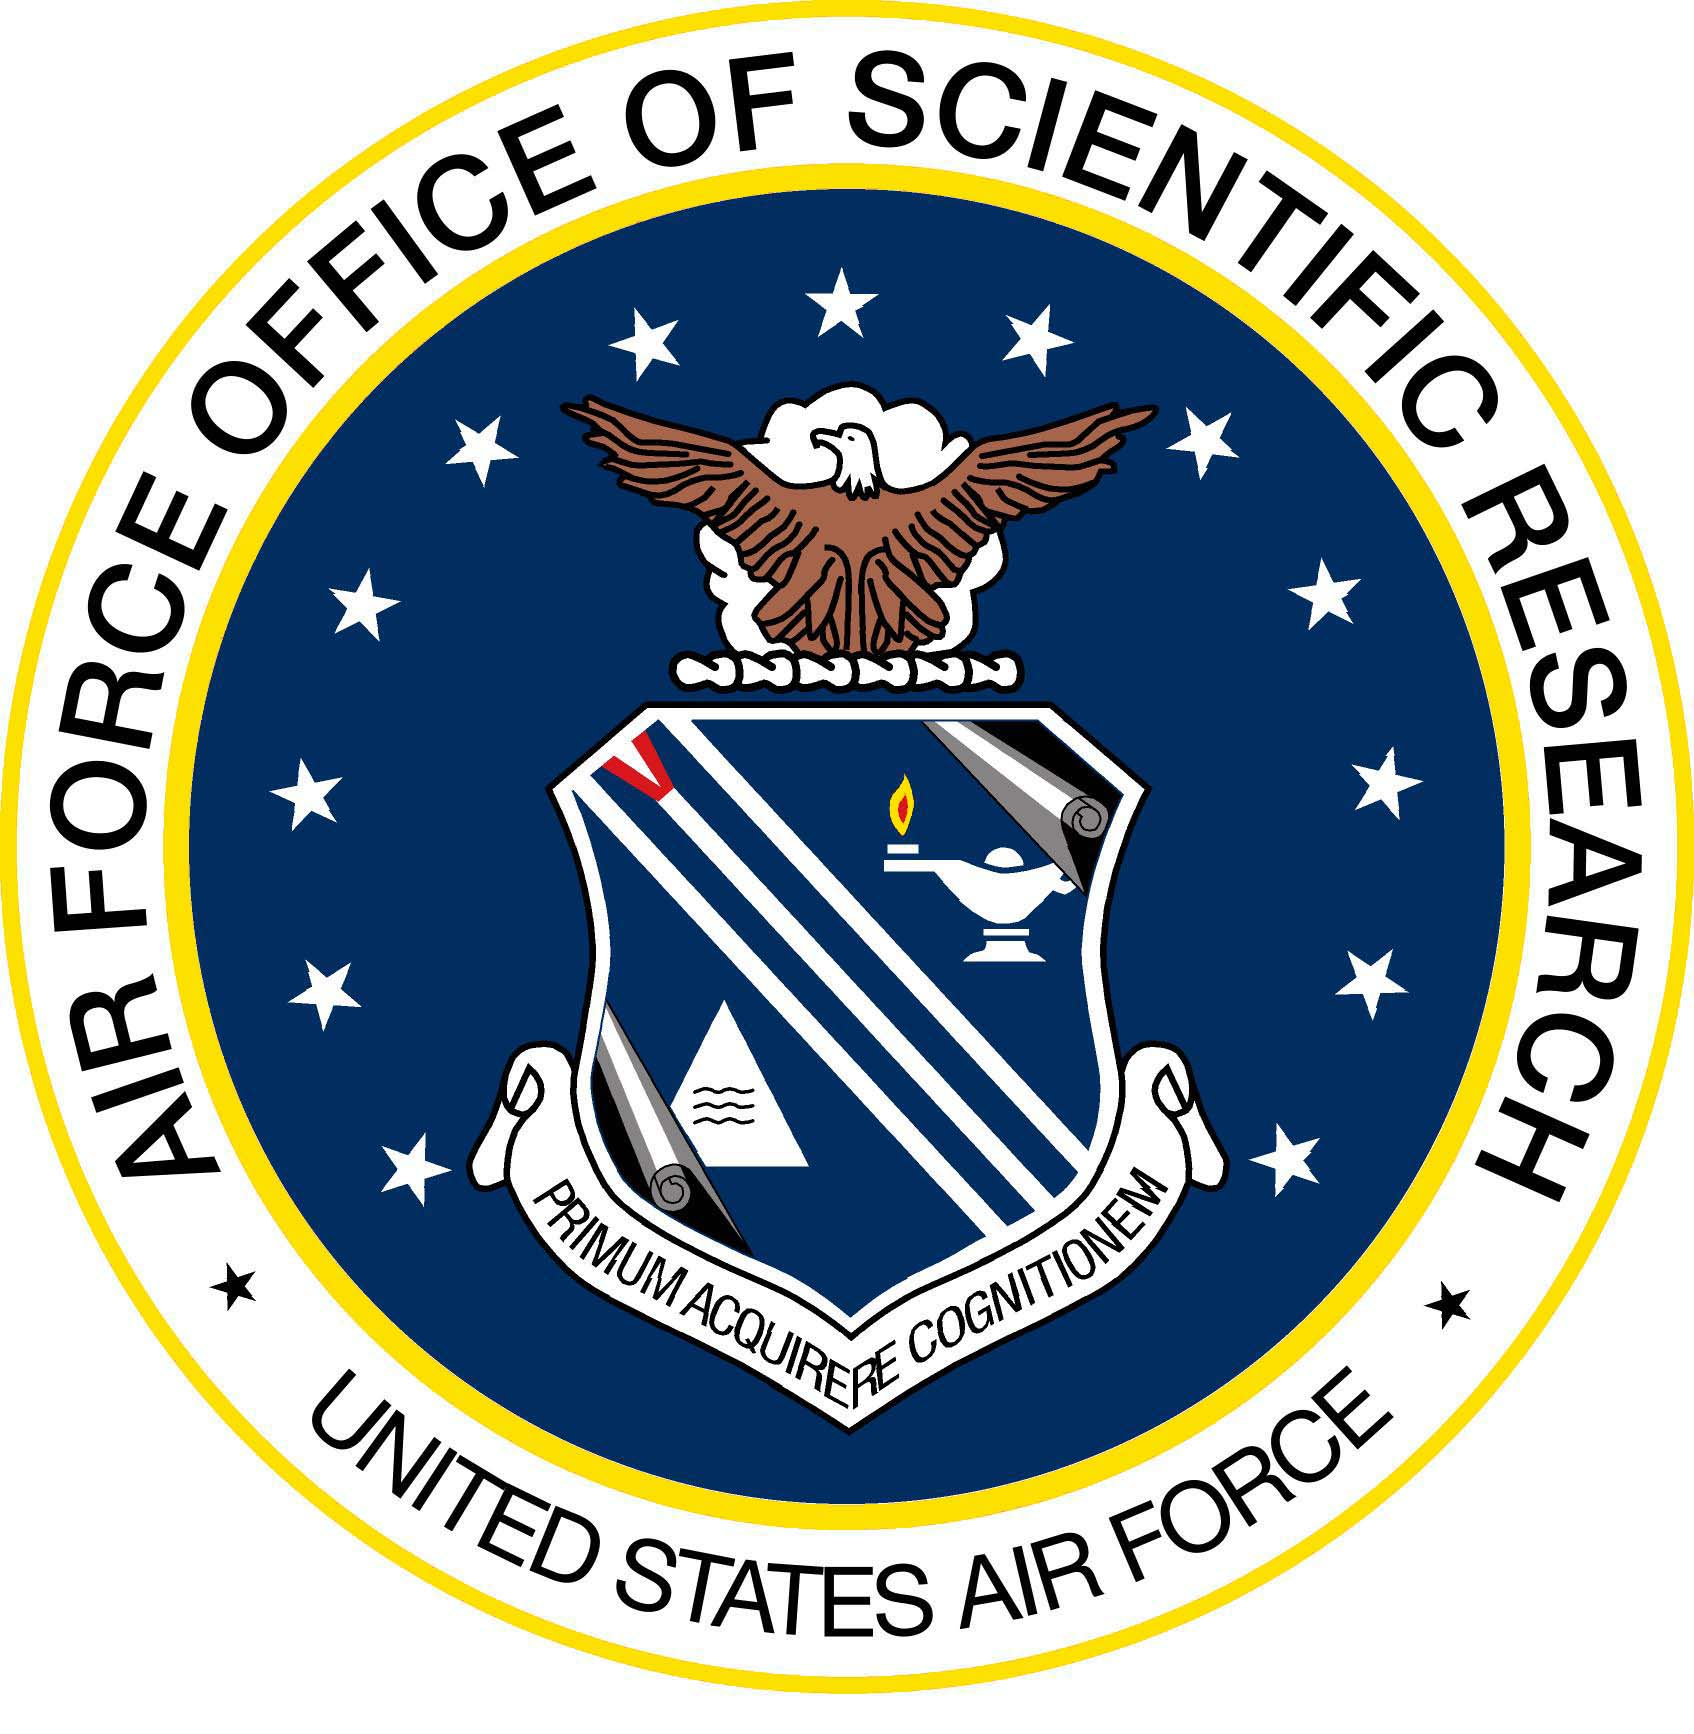 AIR FORCE OFFICE OF SCIENTIFIC RESEARCH
PRIMUM ACQUIRERE COGNITIONEM
UNITED STATES AIR FORCE